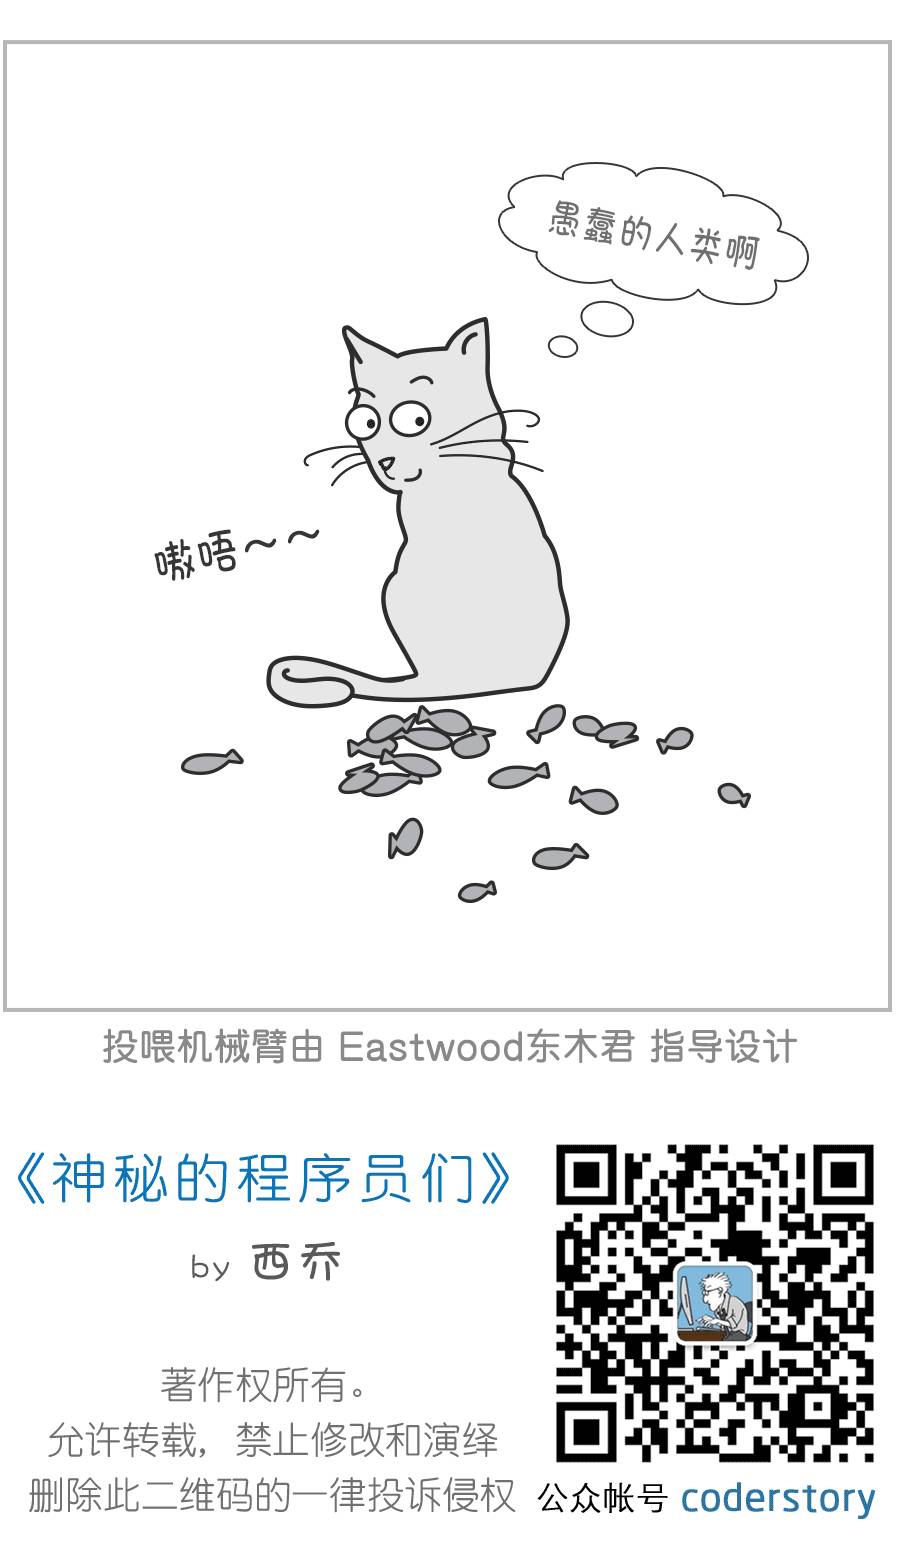 愚蠢的人类啊
嗷唔～～
投喂机械臂由 Eastwood东木君 指导设计
《神秘的程序员们》
by 西乔
著作权所有。
允许转载，禁止修改和演绎
删除此二维码的一律投诉侵权
公众帐号 coderstory